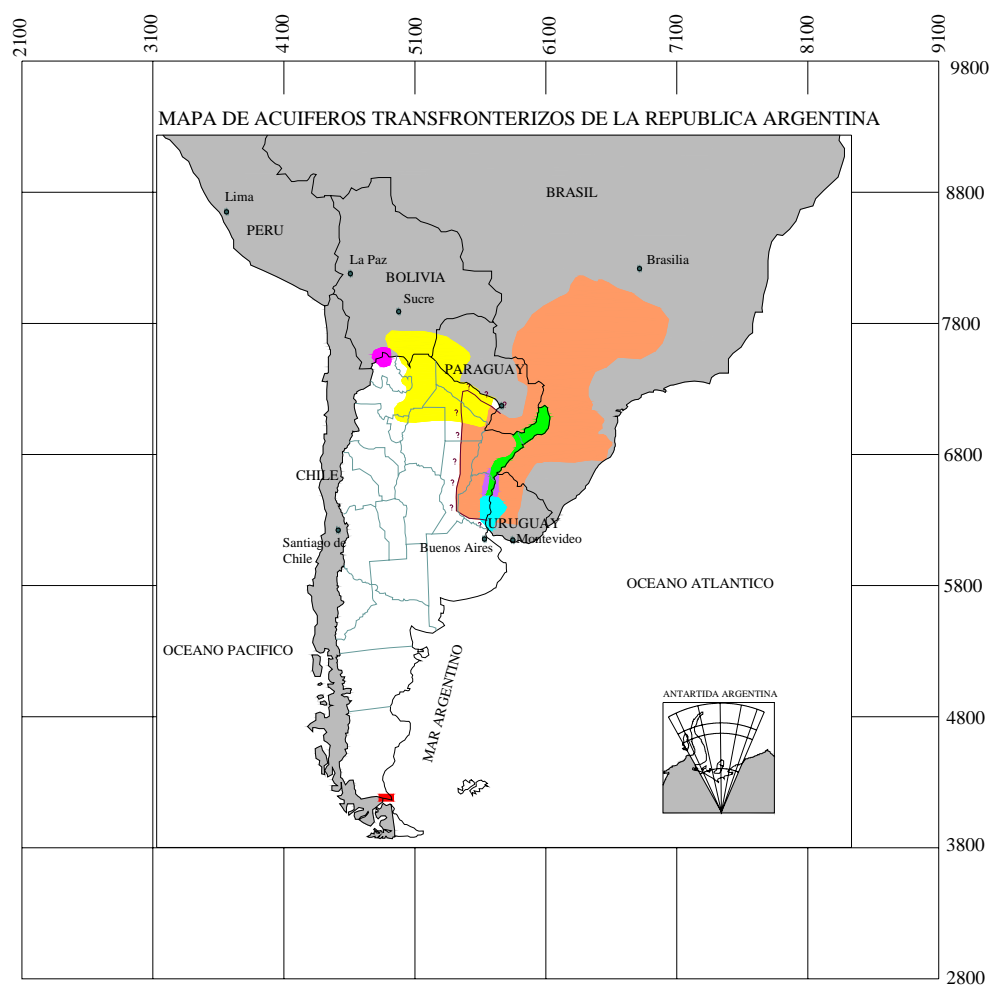 2100
3100
4100
5100
6100
7100
8100
9100
9800
MAPA DE ACUIFEROS TRANSFRONTERIZOS DE LA REPUBLICA ARGENTINA
8800
BRASIL
Lima
PERU
La Paz
Brasilia
BOLIVIA
Sucre
7800
PARAGUAY
?
?
?
?
?
?
?
?
6800
CHILE
URUGUAY
Santiago de
Chile
Buenos Aires
Montevideo
5800
OCEANO ATLANTICO
OCEANO PACIFICO
MAR ARGENTINO
ANTARTIDA ARGENTINA
4800
3800
2800